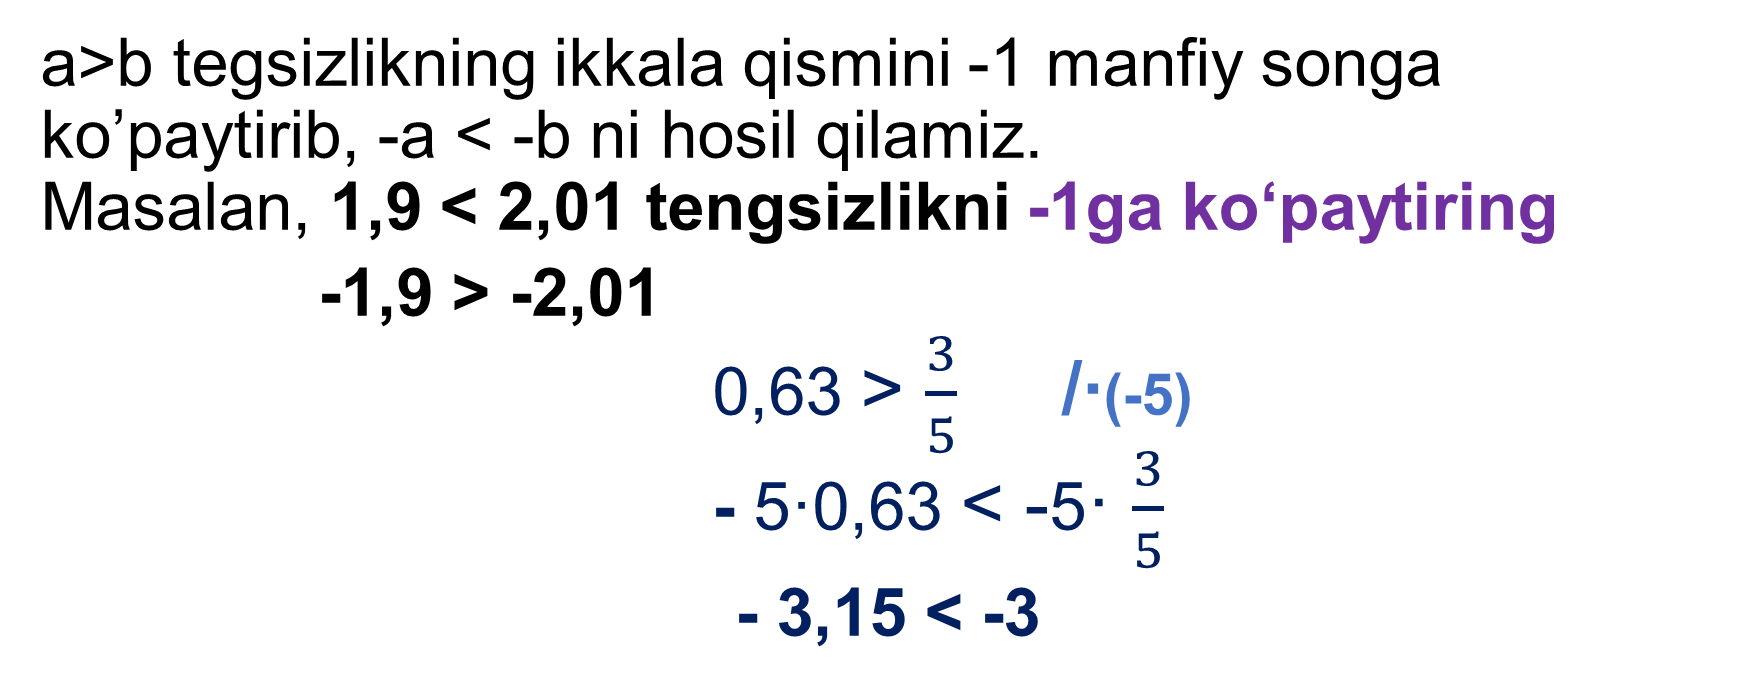 a>b tegsizlikning ikkala qismini -1 manfiy songa
ko’paytirib, -a < -b ni hosil qilamiz.
Masalan, 1,9 < 2,01 tengsizlikni -1ga ko‘paytiring
-1,9 > -2,01
0,63 > 3/5 /·(-5)
- 5·0,63 < -5· 3/5
- 3,15 < -3